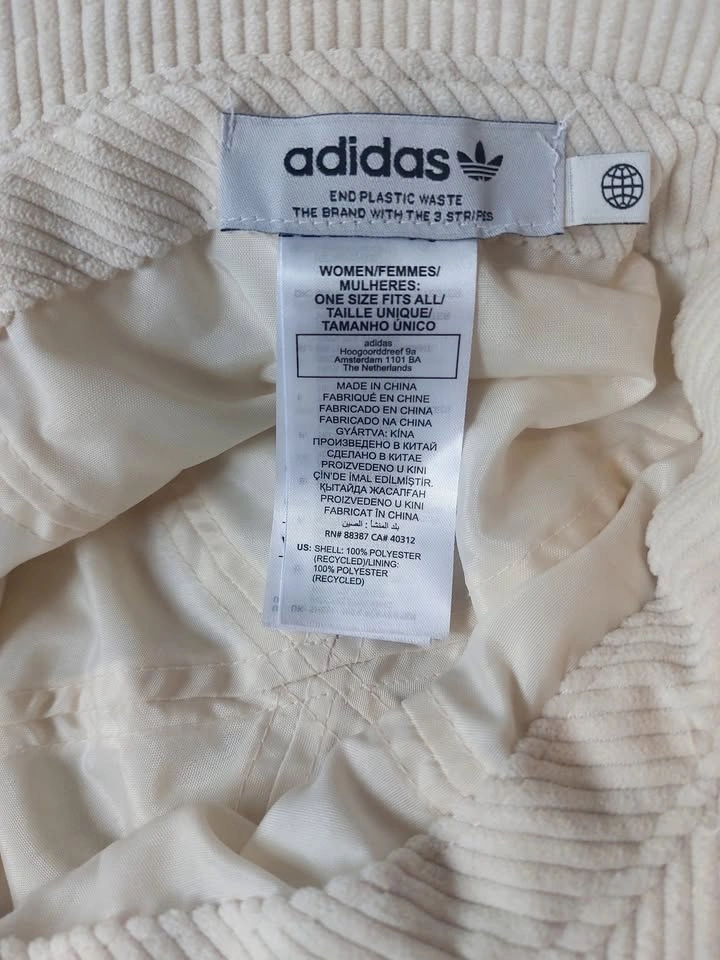 adidas
END PLASTIC WASTE
THE BRAND WITH THE 3 STRIPES
WOMEN/FEMMES/
MULHERES:
ONE SIZE FITS ALL/
TAILLE UNIQUE/
TAMANHO ÚNICO
adidas
Hoogoorddreef 9a
Amsterdam 1101 BA
The Netherlands
MADE IN CHINA
FABRIQUÉ EN CHINE
FABRICADO EN CHINA
FABRICADO NA CHINA
GYÁRTVA: KÍNA
ПРОИЗВЕДЕНО В КИТАЙ
СДЕЛАНО В КИТАЕ
PROIZVEDENO U KINI
ÇİN'DE İMAL EDİLMİŞTİR.
ҚЫТАЙДА ЖАСАЛҒАН
PROIZVEDENO U KINI
FABRICAT ÎN CHINA
بلد المنشأ : الصين
RN# 88387 CA# 40312
US: SHELL: 100% POLYESTER
(RECYCLED)/LINING:
100% POLYESTER
(RECYCLED)